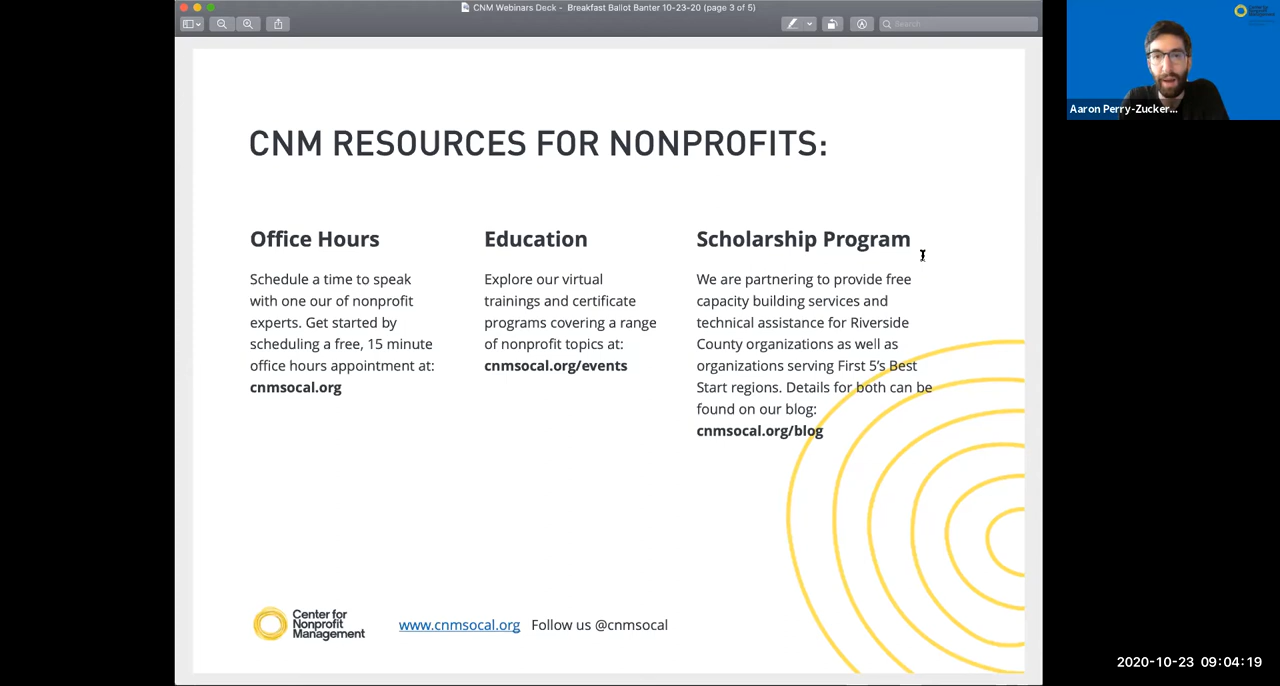 CNM Webinars Deck - Breakfast Ballot Banter 10-23-20 (page 3 of 5)
Search
Center for
Nonprofit
Management
Aaron Perry-Zucker...
CNM RESOURCES FOR NONPROFITS:
Office Hours
Schedule a time to speak
with one our of nonprofit
experts. Get started by
scheduling a free, 15 minute
office hours appointment at:
cnmsocal.org
Education
Explore our virtual
trainings and certificate
programs covering a range
of nonprofit topics at:
cnmsocal.org/events
Scholarship Program
We are partnering to provide free
capacity building services and
technical assistance for Riverside
County organizations as well as
organizations serving First 5's Best
Start regions. Details for both can be
found on our blog:
cnmsocal.org/blog
Center for
Nonprofit
Management
www.cnmsocal.org Follow us @cnmsocal
2020-10-23 09:04:19